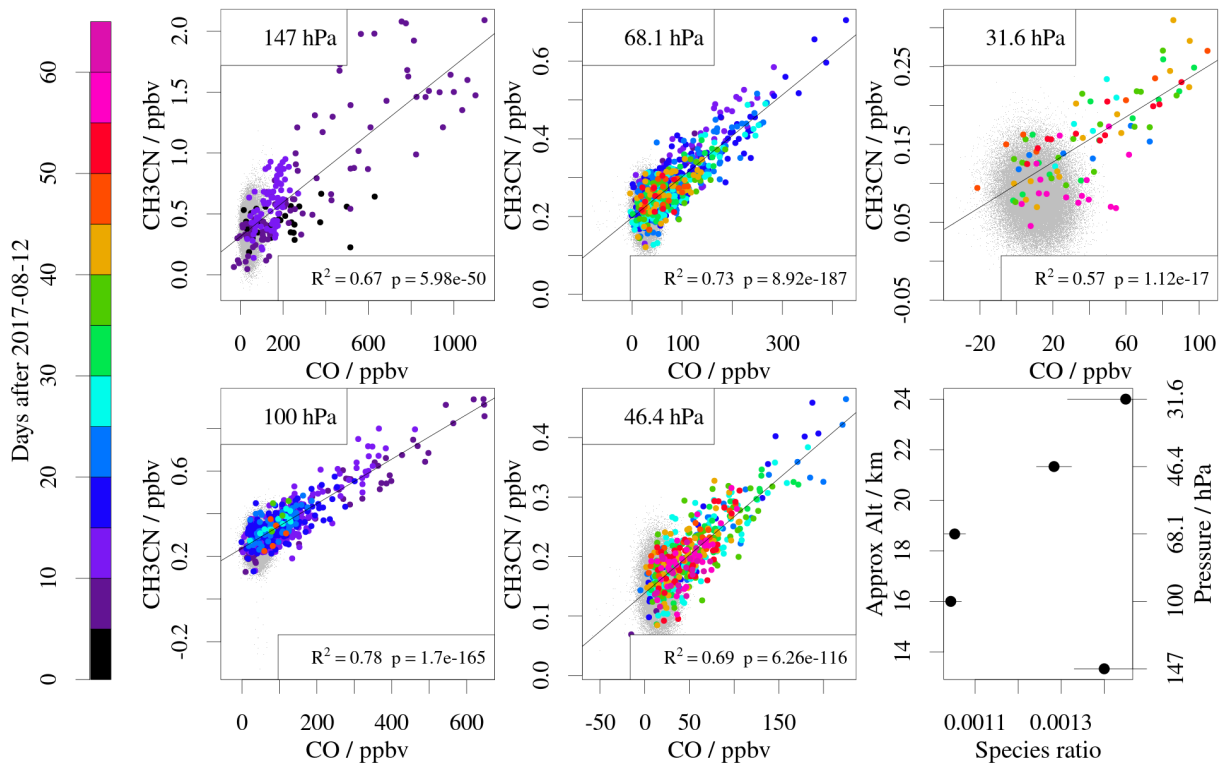 Days after 2017-08-12
0 10 20 30 40 50 60
147 hPa
CH3CN / ppbv
0.0 0.5 1.0 1.5 2.0
R2 = 0.67 p = 5.98e-50
0 200 600 1000
CO / ppbv
68.1 hPa
CH3CN / ppbv
0.0 0.2 0.4 0.6
R2 = 0.73 p = 8.92e-187
0 100 300
CO / ppbv
31.6 hPa
CH3CN / ppbv
-0.05 0.05 0.15 0.25
R2 = 0.57 p = 1.12e-17
-20 20 60 100
CO / ppbv
100 hPa
CH3CN / ppbv
-0.2 0.2 0.6
R2 = 0.78 p = 1.7e-165
0 200 400 600
CO / ppbv
46.4 hPa
CH3CN / ppbv
0.0 0.1 0.2 0.3 0.4
R2 = 0.69 p = 6.26e-116
-50 0 50 150
CO / ppbv
Approx Alt / km
14 16 18 20 22 24
Pressure / hPa
147 100 68.1 46.4 31.6
0.0011 0.0013
Species ratio